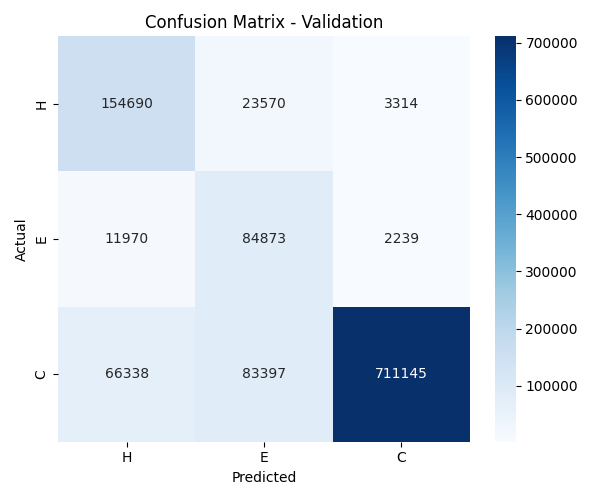 Confusion Matrix - Validation
H 154690 23570 3314
E 11970 84873 2239
C 66338 83397 711145
H E C
Actual
Predicted
700000
600000
500000
400000
300000
200000
100000